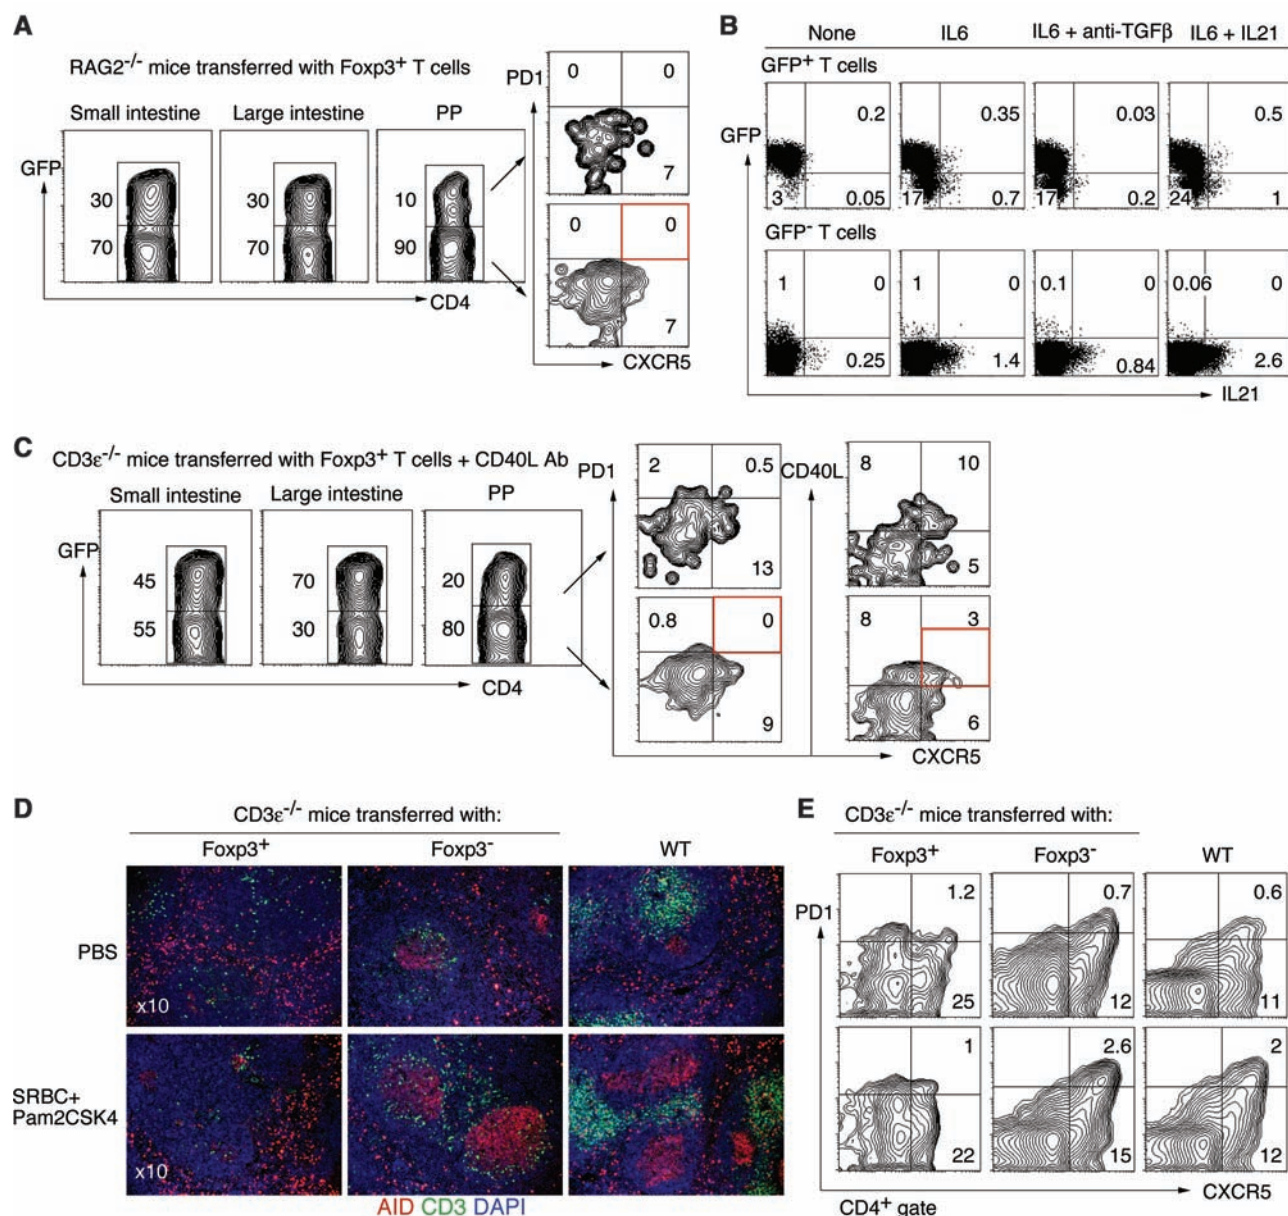 A
RAG2-/- mice transferred with Foxp3+ T cells
Small intestine
Large intestine
PP
GFP
30
70
30
70
10
90
CD4
PD1
0
0
7
0
0
7
CXCR5
B
None
IL6
IL6 + anti-TGFβ
IL6 + IL21
GFP+ T cells
GFP
0.2
3
0.05
0.35
17
0.7
0.03
17
0.2
0.5
24
1
GFP- T cells
1
0
0.25
1
0
1.4
0.1
0
0.84
0.06
0
2.6
IL21
C
CD3ε-/- mice transferred with Foxp3+ T cells + CD40L Ab
Small intestine
Large intestine
PP
GFP
45
55
70
30
20
80
CD4
PD1
2
0.5
13
0.8
0
9
CD40L
8
10
5
8
3
6
CXCR5
D
CD3ε-/- mice transferred with:
Foxp3+
Foxp3-
WT
PBS
x10
SRBC+
Pam2CSK4
x10
AID CD3 DAPI
E
CD3ε-/- mice transferred with:
Foxp3+
Foxp3-
WT
PD1
1.2
25
0.7
12
0.6
11
1
22
2.6
15
2
12
CXCR5
CD4+ gate